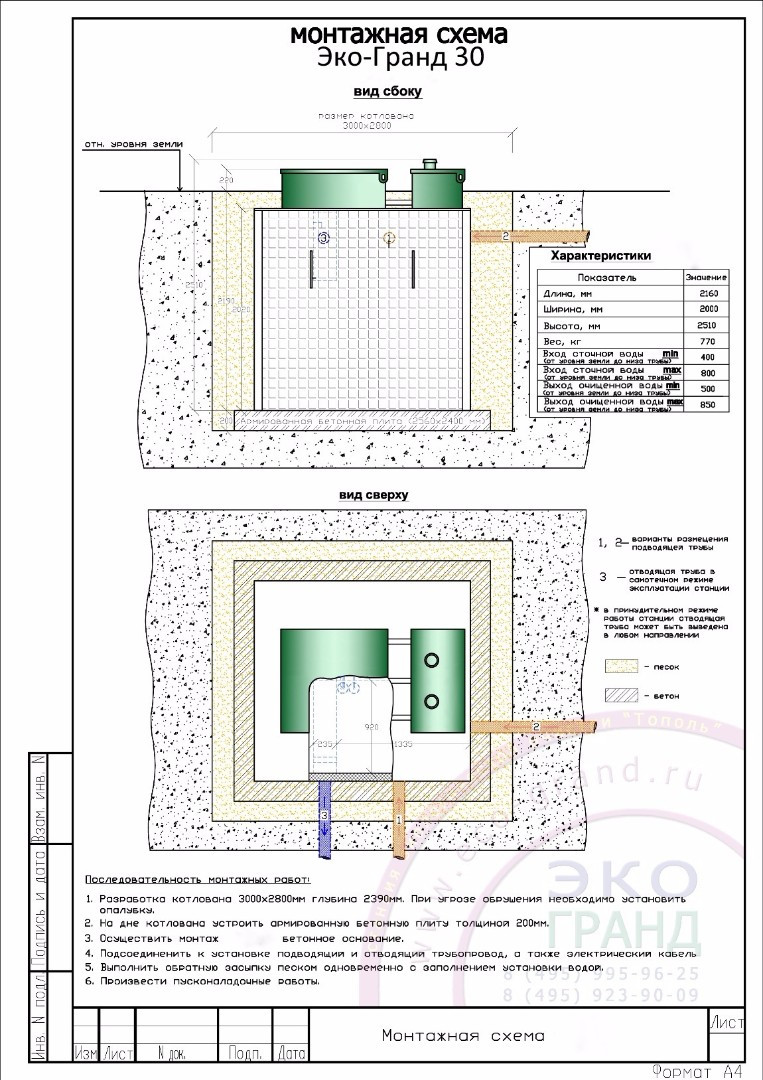 монтажная схема
Эко-Гранд 30
вид сбоку
размер котлована
3000х2800
отн. уровня земли
220
2510
2190
2020
200
Армированная бетонная плита (2560х2400 мм)
3
1
2
Характеристики
Показатель Значение
Длина, мм 2160
Ширина, мм 2000
Высота, мм 2510
Вес, кг 770
Вход сточной воды min 400
(от уровня земли до низа трубы)
Вход сточной воды max 800
(от уровня земли до низа трубы)
Выход очищенной воды min 500
(от уровня земли до низа трубы)
Выход очищенной воды max 850
(от уровня земли до низа трубы)
вид сверху
1, 2— варианты размещения
подводящей трубы
3 — отводящая труба в
самотечном режиме
эксплуатации станции
* в принудительном режиме
работы станции отводящая
труба может быть выведена
в любом направлении
– песок
– бетон
920
235
1335
2
3
1
"Тополь"
ЭКО
ГРАНД
8 (495) 995-96-25
8 (495) 923-90-09
Последовательность монтажных работ:
1. Разработка котлована 3000х2800мм глубина 2390мм. При угрозе обрушения необходимо установить
опалубку.
2. На дне котлована устроить армированную бетонную плиту толщиной 200мм.
3. Осуществить монтаж бетонное основание.
4. Подсоединить к установке подводящий и отводящий трубопровод, а также электрический кабель
5. Выполнить обратную засыпку песком одновременно с заполнением установки водой.
6. Произвести пусконаладочные работы.
Взам. инв. N
Подпись и дата
Инв. N подл
Изм Лист N док. Подп. Дата
Монтажная схема
Лист
Формат А4